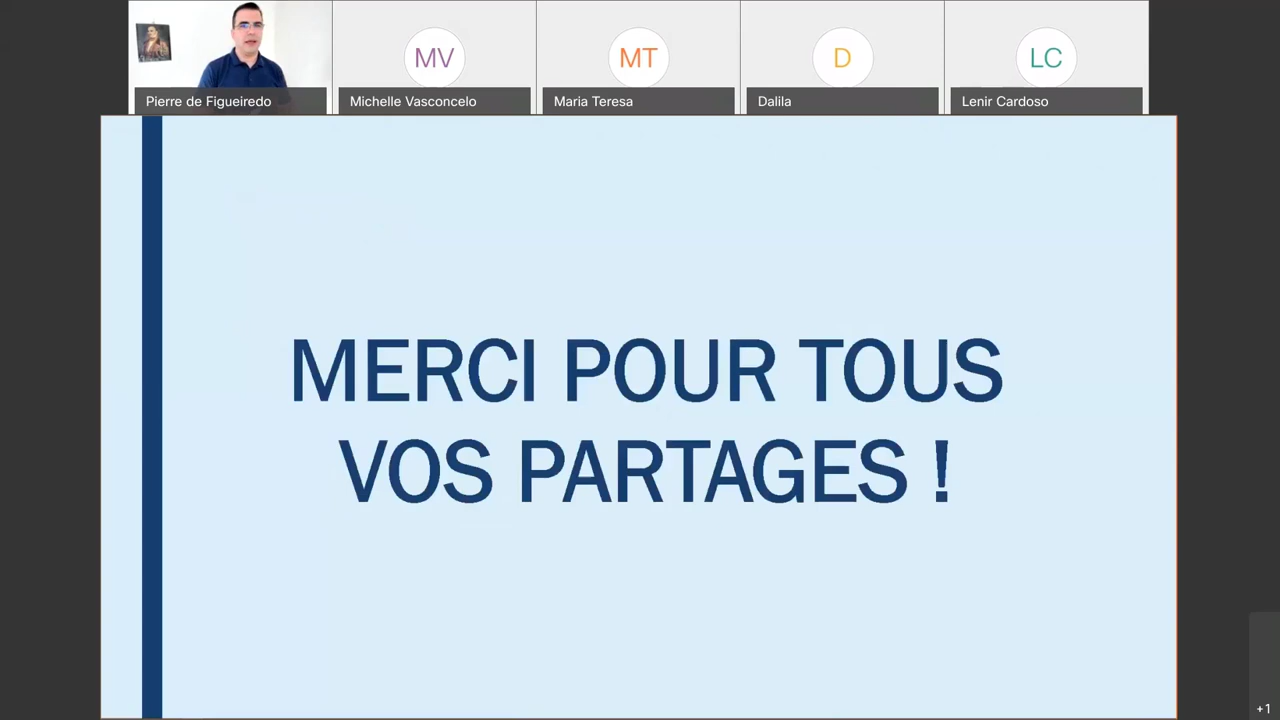 MV
MT
D
LC
Pierre de Figueiredo
Michelle Vasconcelo
Maria Teresa
Dalila
Lenir Cardoso
MERCI POUR TOUS
VOS PARTAGES !
+1